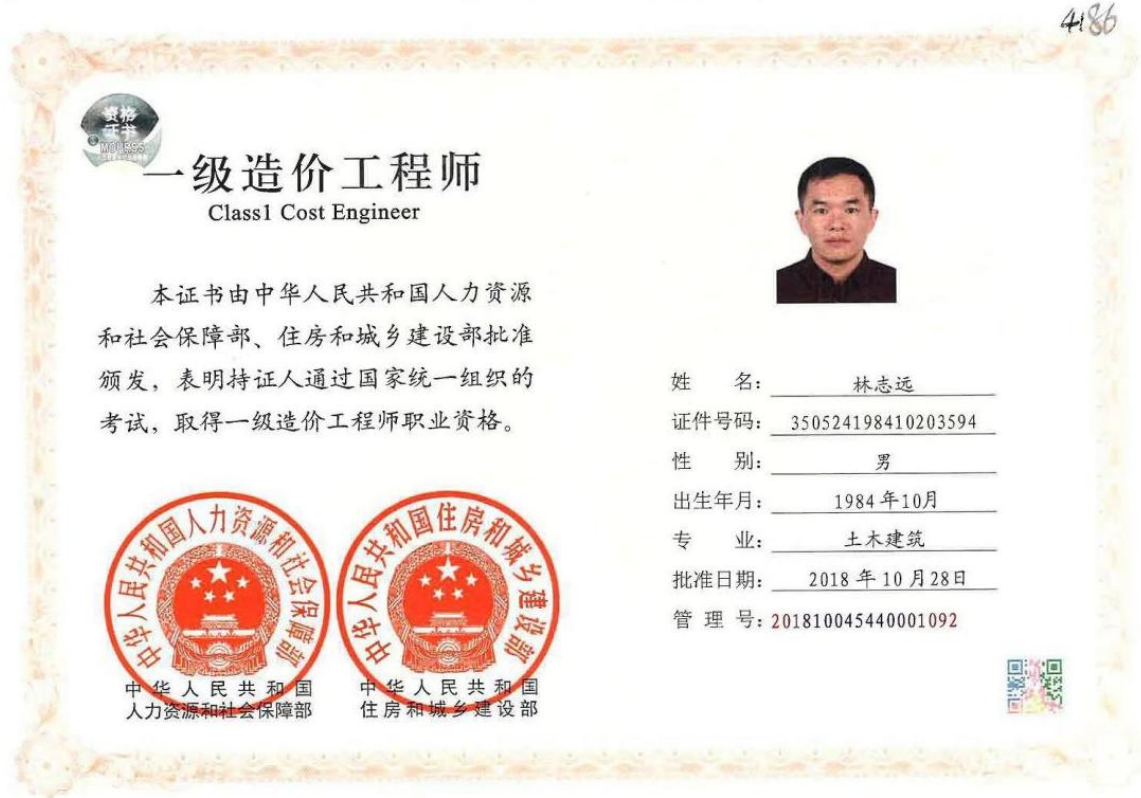 4186
资格
证书
MOHRSS
一级造价工程师
Class1 Cost Engineer
本证书由中华人民共和国人力资源
和社会保障部、住房和城乡建设部批准
颁发，表明持证人通过国家统一组织的
考试，取得一级造价工程师职业资格。
中华人民共和国人力资源和社会保障部
中华人民共和国住房和城乡建设部
中华人民共和国
人力资源和社会保障部
中华人民共和国
住房和城乡建设部
姓 名：林志远
证件号码：350524198410203594
性 别：男
出生年月：1984年10月
专 业：土木建筑
批准日期：2018年10月28日
管 理 号：201810045440001092